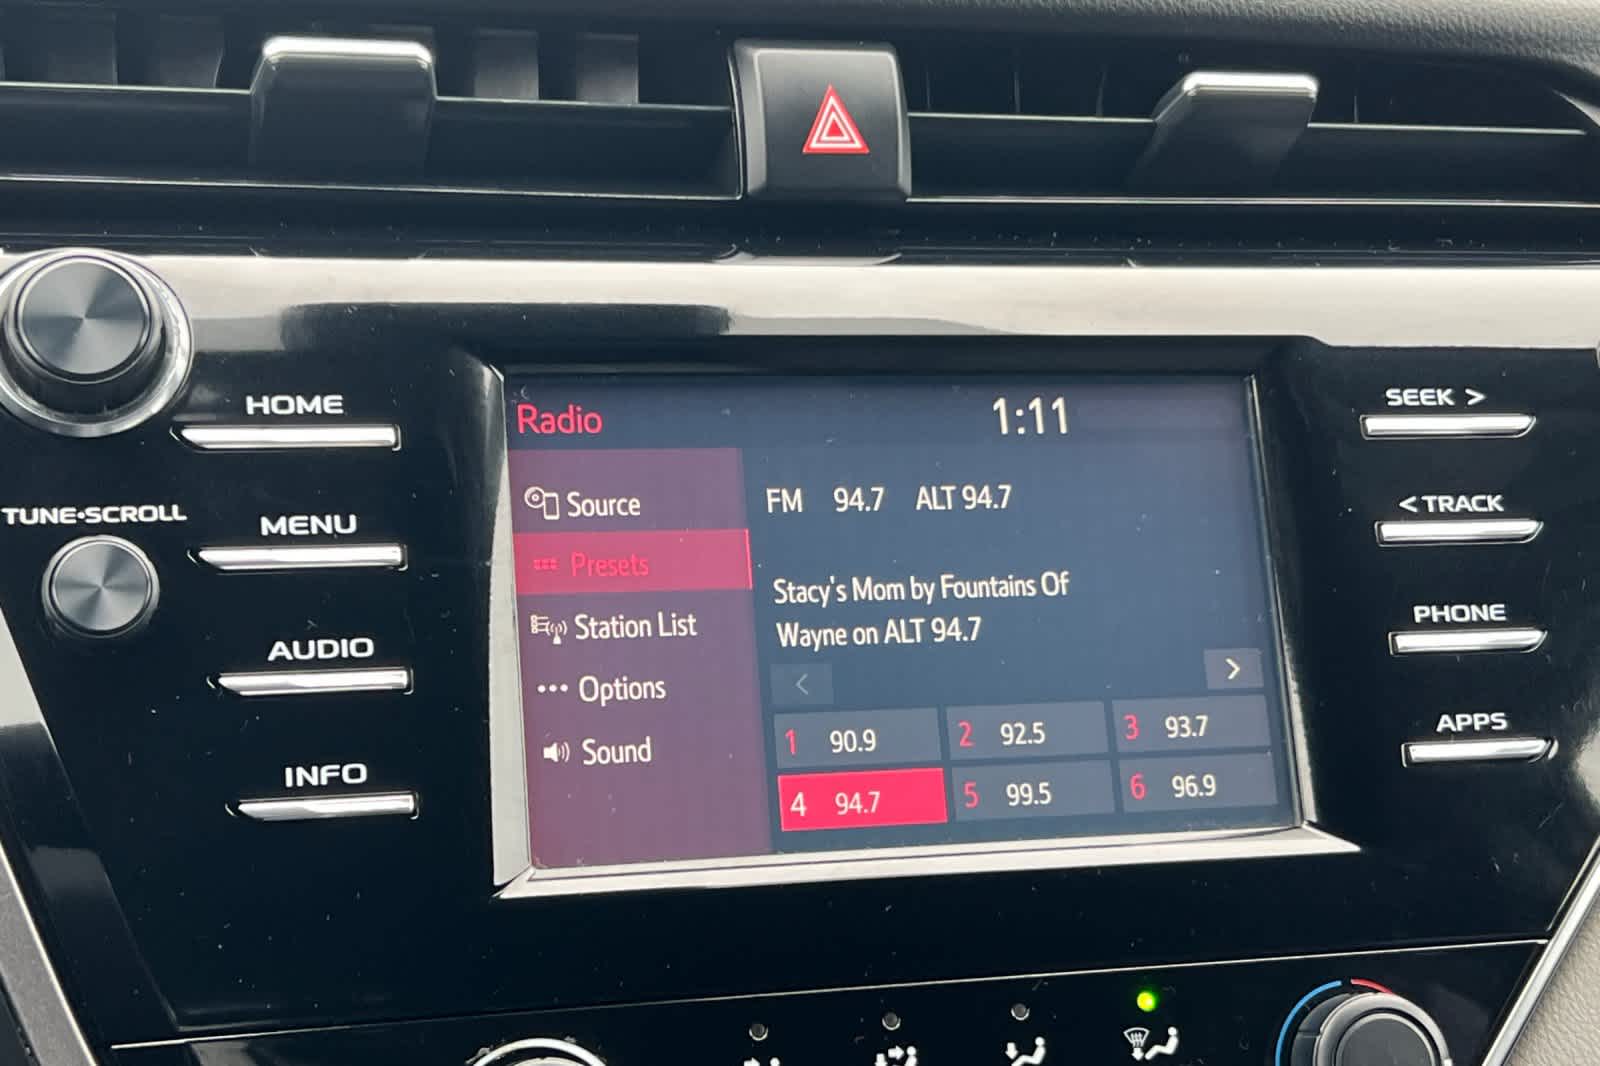 HOME
TUNE•SCROLL
MENU
AUDIO
INFO
Radio
1:11
Source
Presets
Station List
Options
Sound
FM 94.7 ALT 94.7
Stacy's Mom by Fountains Of
Wayne on ALT 94.7
<
>
1 90.9 2 92.5 3 93.7
4 94.7 5 99.5 6 96.9
SEEK >
< TRACK
PHONE
APPS